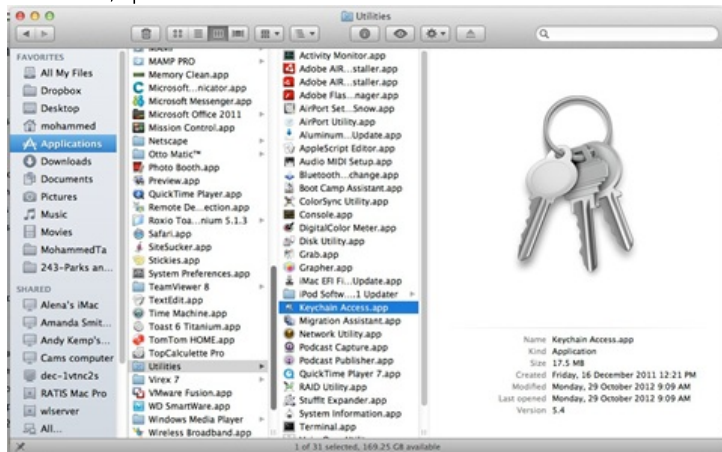 Utilities
FAVORITES
All My Files
Dropbox
Desktop
mohammed
Applications
Downloads
Documents
Pictures
Music
Movies
MohammedTa
243-Parks an...
SHARED
Alena's iMac
Amanda Smit...
Andy Kemp's...
Cams computer
dec-1vtnc2s
RATIS Mac Pro
wlserver
All...
MAMP PRO
Memory Clean.app
Microsoft...nicator.app
Microsoft Messenger.app
Microsoft Office 2011
Mission Control.app
Netscape
Otto Matic™
Photo Booth.app
Preview.app
QuickTime Player.app
Remote De...ection.app
Roxio Toa...nium 5.1.3
Safari.app
SiteSucker.app
Stickies.app
System Preferences.app
TeamViewer 8
TextEdit.app
Time Machine.app
Toast 6 Titanium.app
TomTom HOME.app
TopCalculette Pro
Utilities
Virex 7
VMware Fusion.app
WD SmartWare.app
Windows Media Player
Wireless Broadband.app
Activity Monitor.app
Adobe AIR...staller.app
Adobe AIR...staller.app
Adobe Flas...nager.app
AirPort Set...Snow.app
AirPort Utility.app
Aluminum...Update.app
AppleScript Editor.app
Audio MIDI Setup.app
Bluetooth...change.app
Boot Camp Assistant.app
ColorSync Utility.app
Console.app
DigitalColor Meter.app
Disk Utility.app
Grab.app
Grapher.app
iMac EFI Fi...Update.app
iPod Softw....1 Updater
Keychain Access.app
Migration Assistant.app
Network Utility.app
Podcast Capture.app
Podcast Publisher.app
QuickTime Player 7.app
RAID Utility.app
StuffIt Expander.app
System Information.app
Terminal.app
Name Keychain Access.app
Kind Application
Size 17.5 MB
Created Friday, 16 December 2011 12:21 PM
Modified Monday, 29 October 2012 9:09 AM
Last opened Monday, 29 October 2012 9:09 AM
Version 5.4
1 of 31 selected, 169.25 GB available